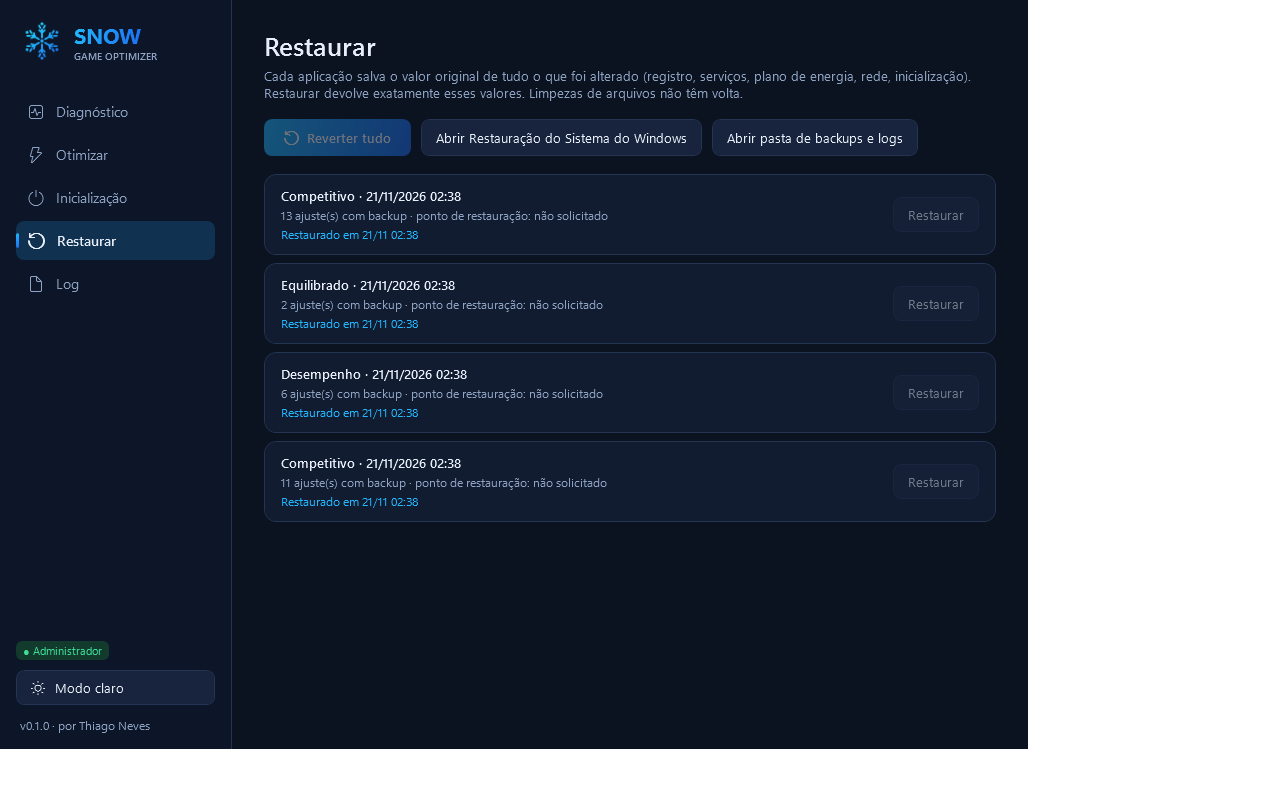 SNOW
GAME OPTIMIZER
Diagnóstico
Otimizar
Inicialização
Restaurar
Log
● Administrador
Modo claro
v0.1.0 · por Thiago Neves
Restaurar
Cada aplicação salva o valor original de tudo o que foi alterado (registro, serviços, plano de energia, rede, inicialização).
Restaurar devolve exatamente esses valores. Limpezas de arquivos não têm volta.
Reverter tudo
Abrir Restauração do Sistema do Windows
Abrir pasta de backups e logs
Competitivo · 21/11/2026 02:38
13 ajuste(s) com backup · ponto de restauração: não solicitado
Restaurado em 21/11 02:38
Restaurar
Equilibrado · 21/11/2026 02:38
2 ajuste(s) com backup · ponto de restauração: não solicitado
Restaurado em 21/11 02:38
Restaurar
Desempenho · 21/11/2026 02:38
6 ajuste(s) com backup · ponto de restauração: não solicitado
Restaurado em 21/11 02:38
Restaurar
Competitivo · 21/11/2026 02:38
11 ajuste(s) com backup · ponto de restauração: não solicitado
Restaurado em 21/11 02:38
Restaurar